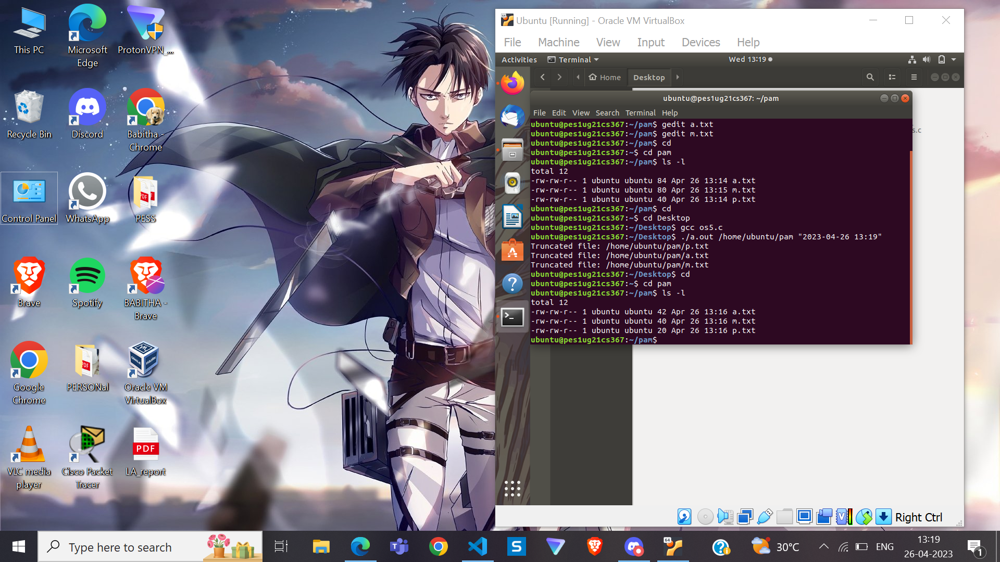 This PC
Microsoft
Edge
ProtonVPN_...
Recycle Bin
Discord
Babitha -
Chrome
Control Panel
WhatsApp
PESS
Brave
Spotify
BABITHA -
Brave
Google
Chrome
PERSONal
Oracle VM
VirtualBox
VLC media
player
Cisco Packet
Tracer
PDF
LA_report
Ubuntu [Running] - Oracle VM VirtualBox
File Machine View Input Devices Help
Activities Terminal Wed 13:19
Home Desktop
s.c
ubuntu@pes1ug21cs367: ~/pam
File Edit View Search Terminal Help
ubuntu@pes1ug21cs367:~/pam$ gedit a.txt
ubuntu@pes1ug21cs367:~/pam$ gedit m.txt
ubuntu@pes1ug21cs367:~/pam$ cd
ubuntu@pes1ug21cs367:~$ cd pam
ubuntu@pes1ug21cs367:~/pam$ ls -l
total 12
-rw-rw-r-- 1 ubuntu ubuntu 84 Apr 26 13:14 a.txt
-rw-rw-r-- 1 ubuntu ubuntu 80 Apr 26 13:15 m.txt
-rw-rw-r-- 1 ubuntu ubuntu 40 Apr 26 13:14 p.txt
ubuntu@pes1ug21cs367:~/pam$ cd
ubuntu@pes1ug21cs367:~$ cd Desktop
ubuntu@pes1ug21cs367:~/Desktop$ gcc os5.c
ubuntu@pes1ug21cs367:~/Desktop$ ./a.out /home/ubuntu/pam "2023-04-26 13:19"
Truncated file: /home/ubuntu/pam/p.txt
Truncated file: /home/ubuntu/pam/a.txt
Truncated file: /home/ubuntu/pam/m.txt
ubuntu@pes1ug21cs367:~/Desktop$ cd
ubuntu@pes1ug21cs367:~$ cd pam
ubuntu@pes1ug21cs367:~/pam$ ls -l
total 12
-rw-rw-r-- 1 ubuntu ubuntu 42 Apr 26 13:16 a.txt
-rw-rw-r-- 1 ubuntu ubuntu 40 Apr 26 13:16 m.txt
-rw-rw-r-- 1 ubuntu ubuntu 20 Apr 26 13:16 p.txt
ubuntu@pes1ug21cs367:~/pam$
Right Ctrl
Type here to search
30°C
ENG
13:19
26-04-2023
1